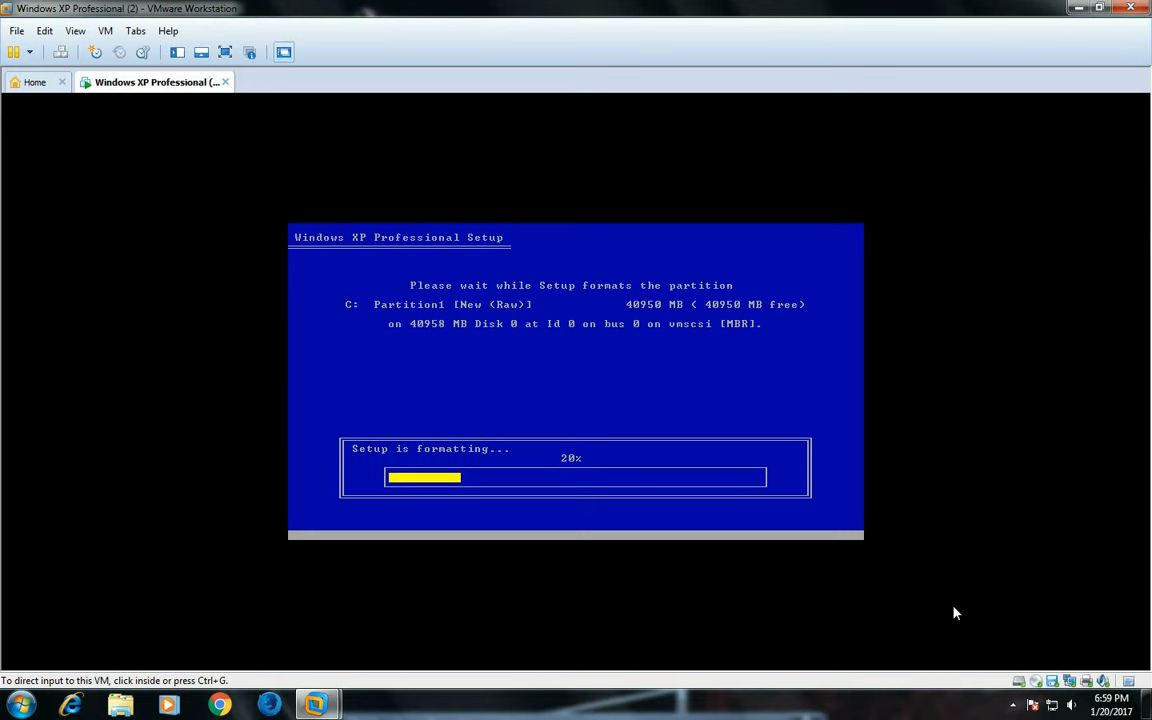 Windows XP Professional (2) - VMware Workstation
File Edit View VM Tabs Help
Home Windows XP Professional (...
Windows XP Professional Setup
Please wait while Setup formats the partition
C: Partition1 [New (Raw)] 40950 MB ( 40950 MB free)
on 40958 MB Disk 0 at Id 0 on bus 0 on vmscsi [MBR].
Setup is formatting...
20%
To direct input to this VM, click inside or press Ctrl+G.
6:59 PM
1/20/2017